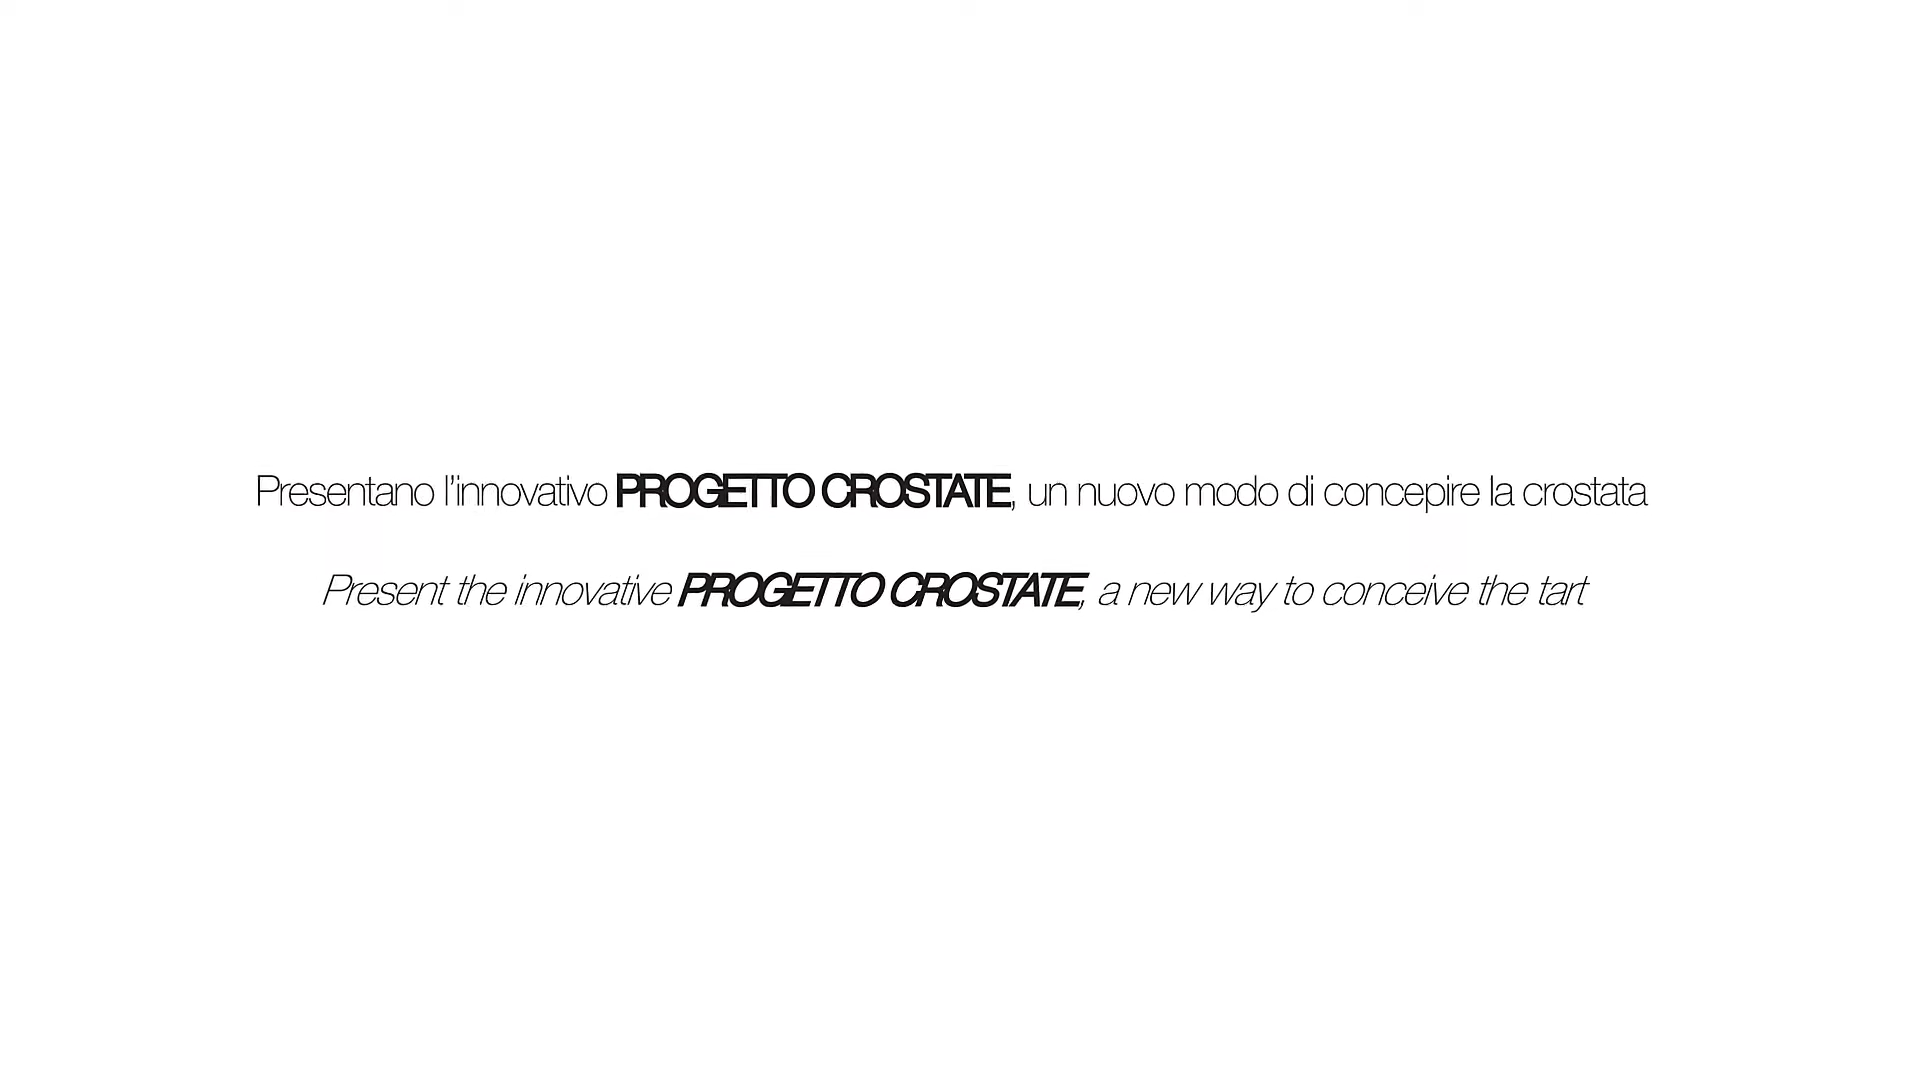 Presentano l’innovativo PROGETTO CROSTATE, un nuovo modo di concepire la crostata
Present the innovative PROGETTO CROSTATE, a new way to conceive the tart